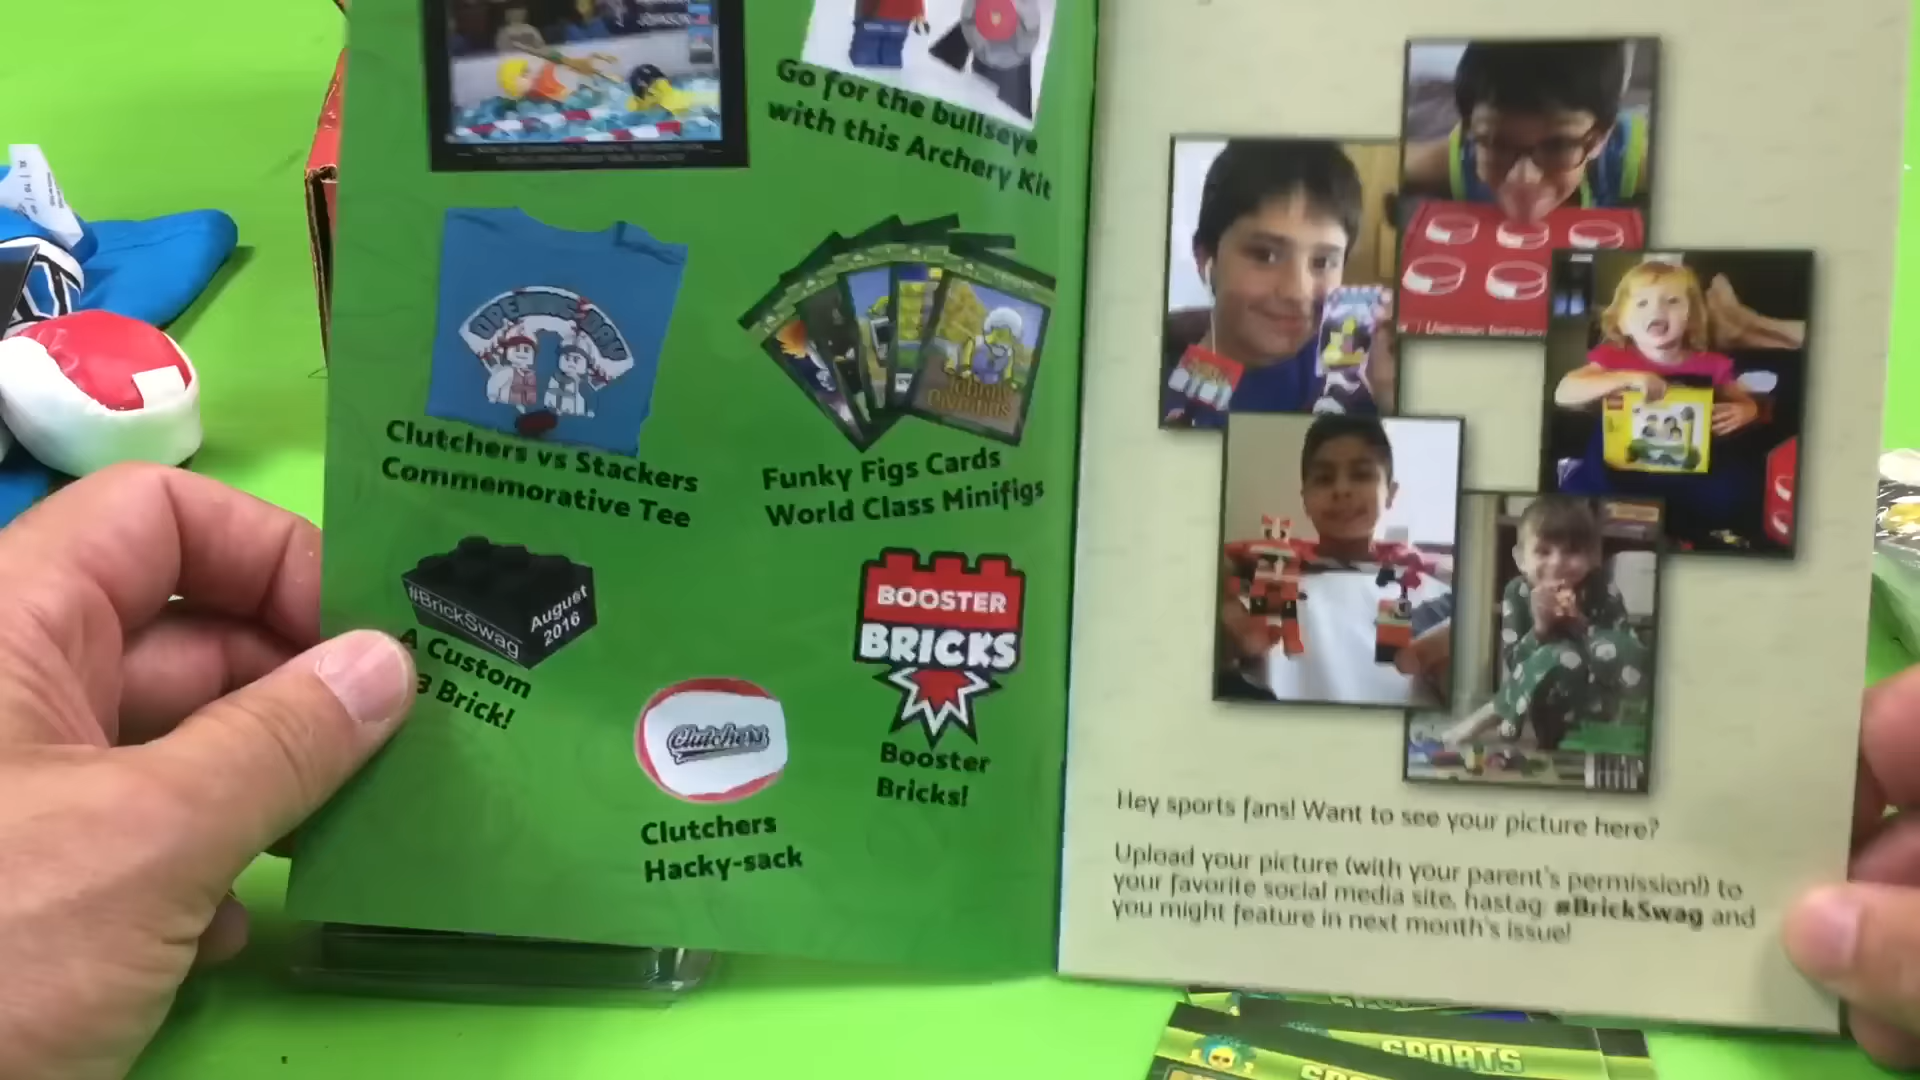 Go for the bullseye
with this Archery Kit
OPENING DAY
Clutchers vs Stackers
Commemorative Tee
Funky Figs Cards
World Class Minifigs
#BrickSwag
August
2016
A Custom
Brick!
BOOSTER
BRICKS
Clutchers
Booster
Bricks!
Clutchers
Hacky-sack
Hey sports fans! Want to see your picture here?
Upload your picture (with your parent's permission!) to
your favorite social media site, hastag: #BrickSwag and
you might feature in next month's issue!
SPORTS